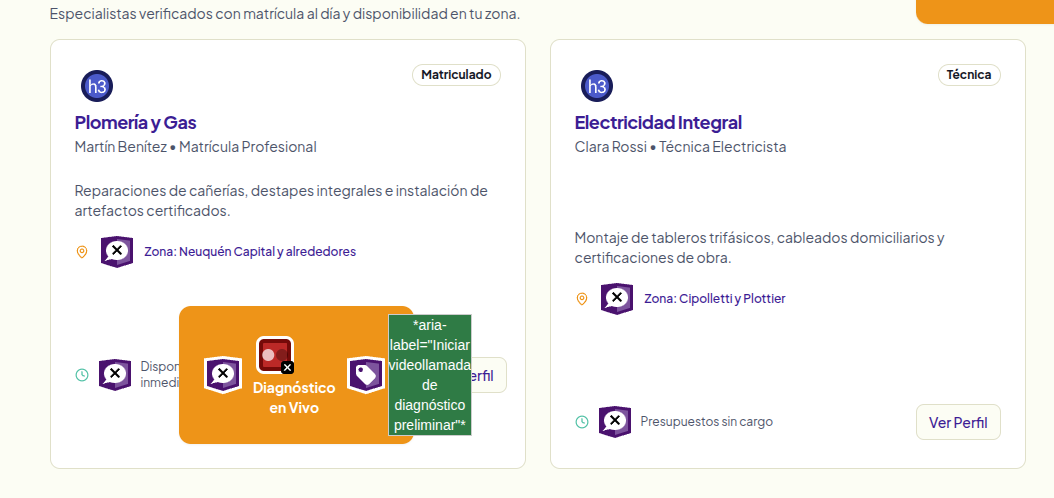 Especialistas verificados con matrícula al día y disponibilidad en tu zona.
h3
Matriculado
Plomería y Gas
Martín Benítez • Matrícula Profesional
Reparaciones de cañerías, destapes integrales e instalación de
artefactos certificados.
Zona: Neuquén Capital y alrededores
Dispon
inmedi
Diagnóstico
en Vivo
*aria-
label="Iniciar
videollamada
de
diagnóstico
preliminar"*
erfil
h3
Técnica
Electricidad Integral
Clara Rossi • Técnica Electricista
Montaje de tableros trifásicos, cableados domiciliarios y
certificaciones de obra.
Zona: Cipolletti y Plottier
Presupuestos sin cargo
Ver Perfil